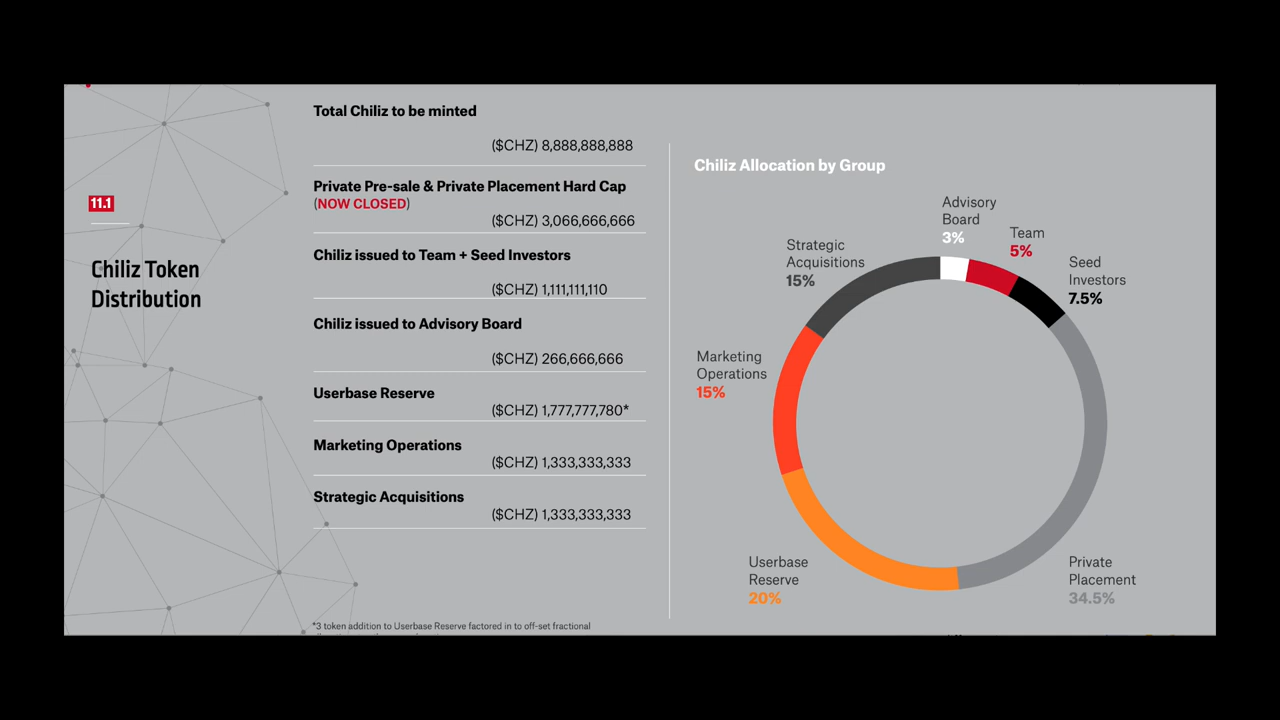 11.1
Chiliz Token
Distribution
Total Chiliz to be minted
($CHZ) 8,888,888,888
Private Pre-sale & Private Placement Hard Cap
(NOW CLOSED)
($CHZ) 3,066,666,666
Chiliz issued to Team + Seed Investors
($CHZ) 1,111,111,110
Chiliz issued to Advisory Board
($CHZ) 266,666,666
Userbase Reserve
($CHZ) 1,777,777,780*
Marketing Operations
($CHZ) 1,333,333,333
Strategic Acquisitions
($CHZ) 1,333,333,333
*3 token addition to Userbase Reserve factored in to off-set fractional
Chiliz Allocation by Group
Advisory
Board
3%
Team
5%
Seed
Investors
7.5%
Strategic
Acquisitions
15%
Marketing
Operations
15%
Userbase
Reserve
20%
Private
Placement
34.5%